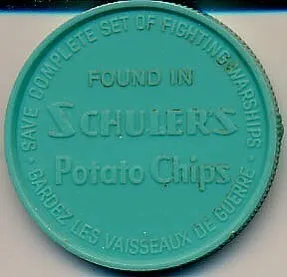 • SAVE COMPLETE SET OF FIGHTING WARSHIPS •
FOUND IN
SCHULER'S
Potato Chips
GARDEZ LES VAISSEAUX DE GUERRE